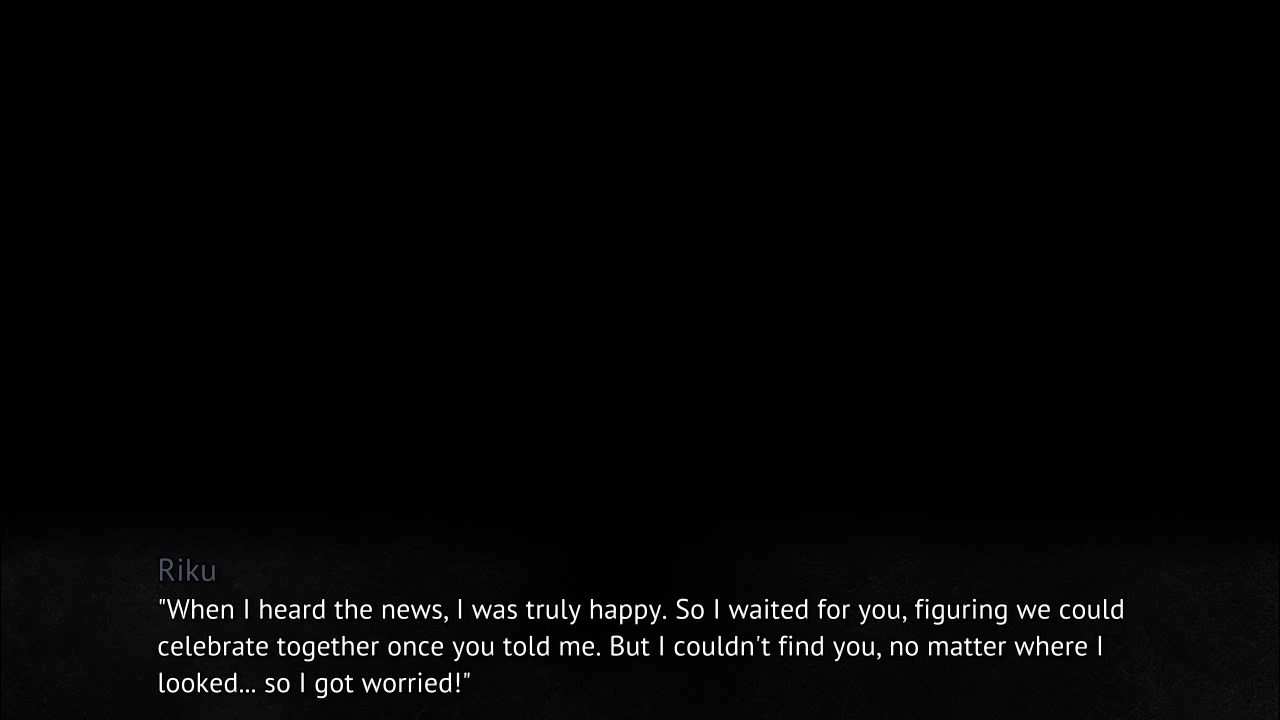 Riku
"When I heard the news, I was truly happy. So I waited for you, figuring we could
celebrate together once you told me. But I couldn't find you, no matter where I
looked... so I got worried!"